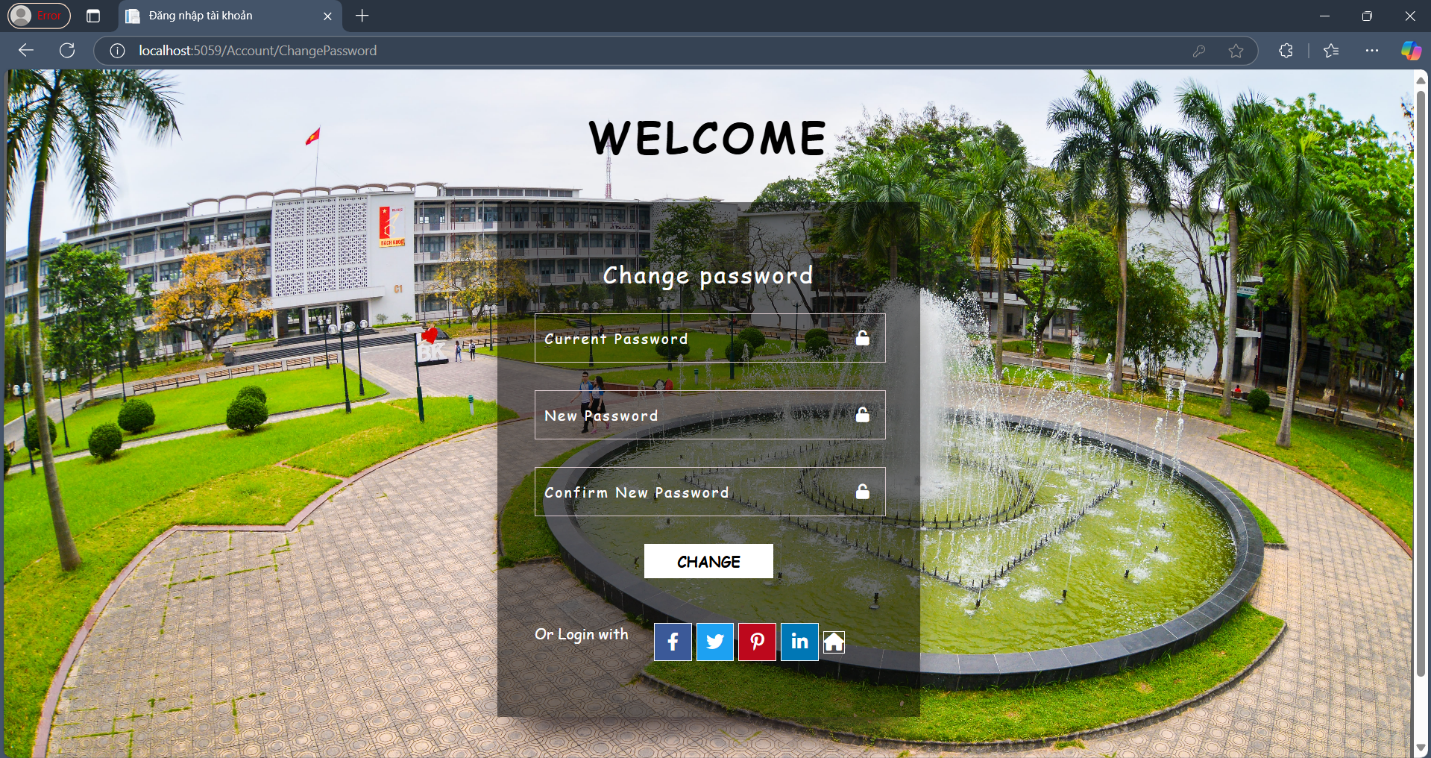 Error
Đăng nhập tài khoản
localhost:5059/Account/ChangePassword
WELCOME
C1
Change password
Current Password
New Password
Confirm New Password
CHANGE
Or Login with